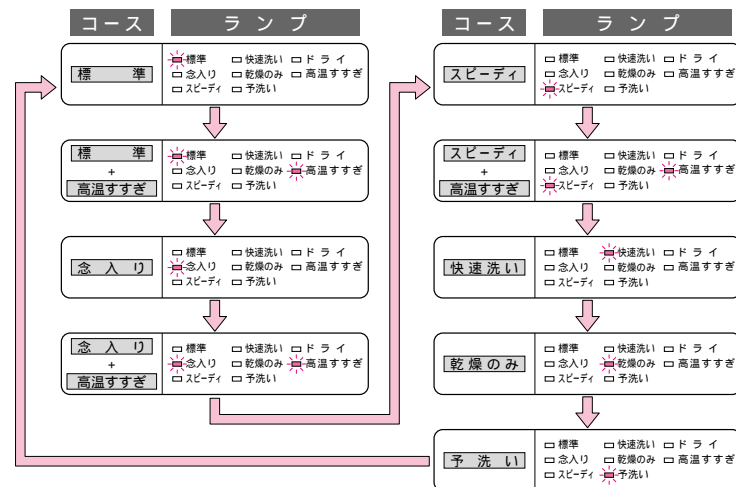 コース ランプ
標準
標準 快速洗い ドライ
念入り 乾燥のみ 高温すすぎ
スピーディ 予洗い
標準
+
高温すすぎ
標準 快速洗い ドライ
念入り 乾燥のみ 高温すすぎ
スピーディ 予洗い
念入り
標準 快速洗い ドライ
念入り 乾燥のみ 高温すすぎ
スピーディ 予洗い
念入り
+
高温すすぎ
標準 快速洗い ドライ
念入り 乾燥のみ 高温すすぎ
スピーディ 予洗い
コース ランプ
スピーディ
標準 快速洗い ドライ
念入り 乾燥のみ 高温すすぎ
スピーディ 予洗い
スピーディ
+
高温すすぎ
標準 快速洗い ドライ
念入り 乾燥のみ 高温すすぎ
スピーディ 予洗い
快速洗い
標準 快速洗い ドライ
念入り 乾燥のみ 高温すすぎ
スピーディ 予洗い
乾燥のみ
標準 快速洗い ドライ
念入り 乾燥のみ 高温すすぎ
スピーディ 予洗い
予洗い
標準 快速洗い ドライ
念入り 乾燥のみ 高温すすぎ
スピーディ 予洗い